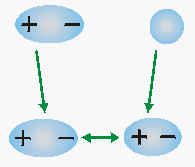 + −
+ − + −